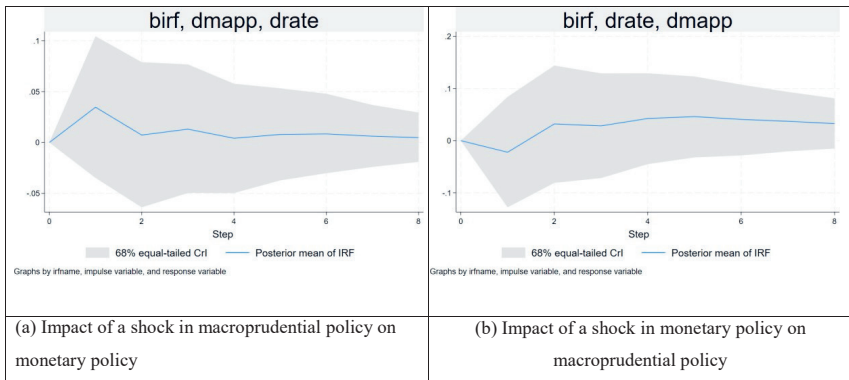 birf, dmapp, drate
.1
.05
0
-.05
0 2 4 6 8
Step
68% equal-tailed CrI Posterior mean of IRF
Graphs by irfname, impulse variable, and response variable
(a) Impact of a shock in macroprudential policy on
monetary policy
birf, drate, dmapp
.2
.1
0
-.1
0 2 4 6 8
Step
68% equal-tailed CrI Posterior mean of IRF
Graphs by irfname, impulse variable, and response variable
(b) Impact of a shock in monetary policy on
macroprudential policy